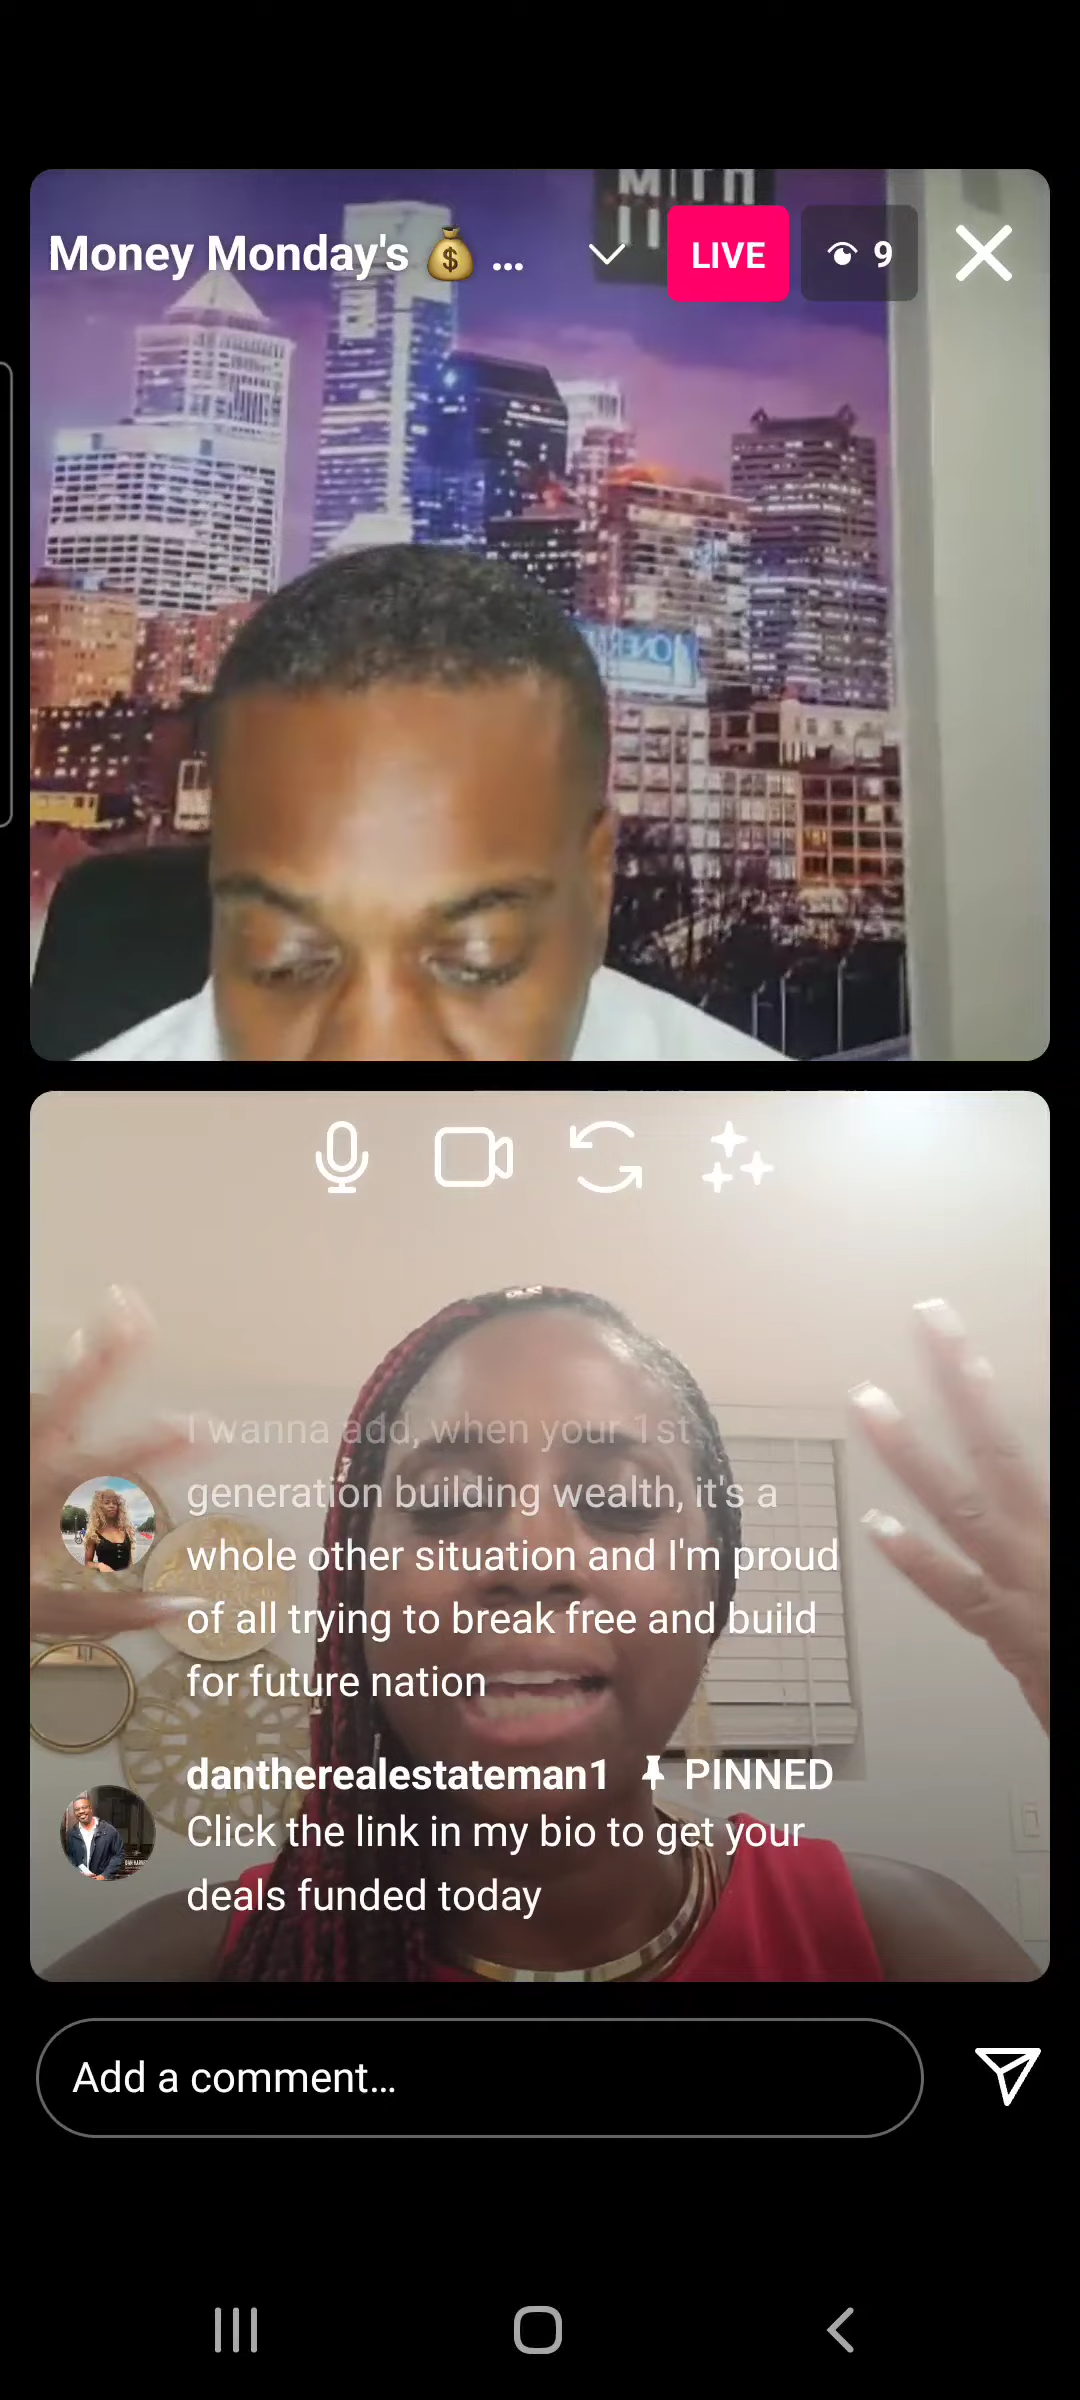 Money Monday's 💰 ...
LIVE
9
I wanna add, when your 1st
generation building wealth, it's a
whole other situation and I'm proud
of all trying to break free and build
for future nation
dantherealestateman1 PINNED
Click the link in my bio to get your
deals funded today
Add a comment...